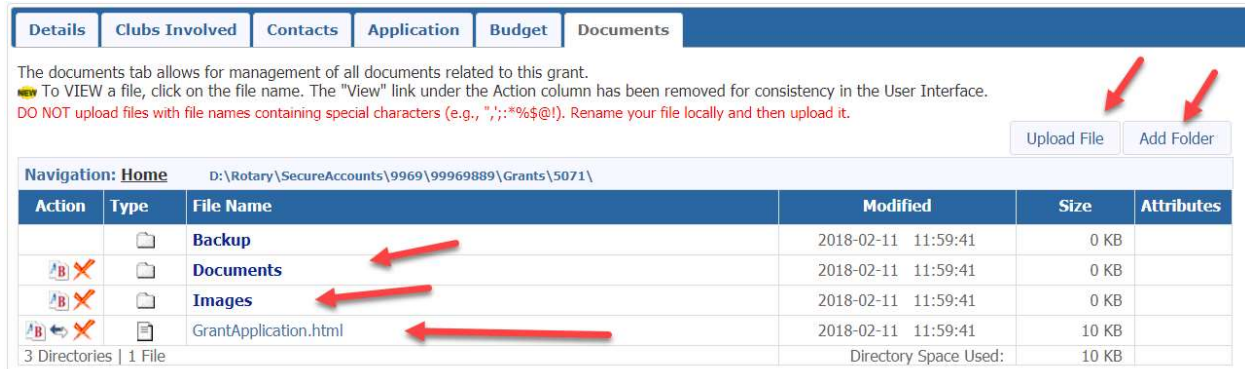 Details Clubs Involved Contacts Application Budget Documents
The documents tab allows for management of all documents related to this grant.
NEW To VIEW a file, click on the file name. The "View" link under the Action column has been removed for consistency in the User Interface.
DO NOT upload files with file names containing special characters (e.g., ",';:*%$@!). Rename your file locally and then upload it.
Upload File Add Folder
Navigation: Home D:\Rotary\SecureAccounts\9969\99969889\Grants\5071\
Action Type File Name Modified Size Attributes
Backup 2018-02-11 11:59:41 0 KB
AB Documents 2018-02-11 11:59:41 0 KB
AB Images 2018-02-11 11:59:41 0 KB
AB GrantApplication.html 2018-02-11 11:59:41 10 KB
3 Directories | 1 File Directory Space Used: 10 KB